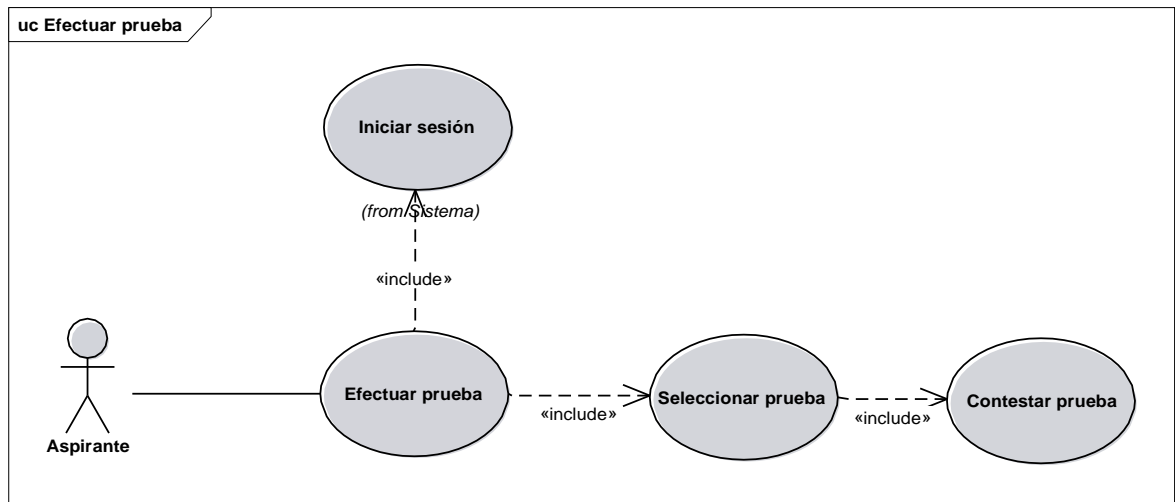 uc Efectuar prueba
Iniciar sesión
(from Sistema)
«include»
Efectuar prueba
«include»
Seleccionar prueba
«include»
Contestar prueba
Aspirante